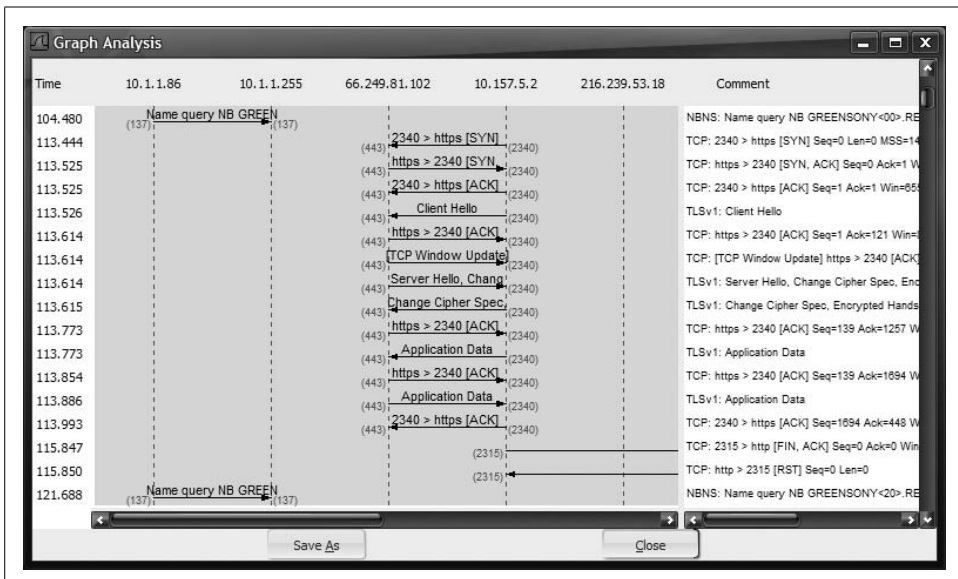 Graph Analysis
Time 10.1.1.86 10.1.1.255 66.249.81.102 10.157.5.2 216.239.53.18 Comment
104.480 (137) Name query NB GREEN (137) NBNS: Name query NB GREENSONY<00>.RE
113.444 (443) 2340 > https [SYN] (2340) TCP: 2340 > https [SYN] Seq=0 Len=0 MSS=14
113.525 (443) https > 2340 [SYN, (2340) TCP: https > 2340 [SYN, ACK] Seq=0 Ack=1 W
113.525 (443) 2340 > https [ACK] (2340) TCP: 2340 > https [ACK] Seq=1 Ack=1 Win=655
113.526 (443) Client Hello (2340) TLSv1: Client Hello
113.614 (443) https > 2340 [ACK] (2340) TCP: https > 2340 [ACK] Seq=1 Ack=121 Win=
113.614 (443) [TCP Window Update] (2340) TCP: [TCP Window Update] https > 2340 [ACK]
113.614 (443) Server Hello, Chang (2340) TLSv1: Server Hello, Change Cipher Spec, Enc
113.615 (443) Change Cipher Spec, (2340) TLSv1: Change Cipher Spec, Encrypted Hands
113.773 (443) https > 2340 [ACK] (2340) TCP: https > 2340 [ACK] Seq=139 Ack=1257 W
113.773 (443) Application Data (2340) TLSv1: Application Data
113.854 (443) https > 2340 [ACK] (2340) TCP: https > 2340 [ACK] Seq=139 Ack=1694 W
113.886 (443) Application Data (2340) TLSv1: Application Data
113.993 (443) 2340 > https [ACK] (2340) TCP: 2340 > https [ACK] Seq=1694 Ack=448 W
115.847 (2315) TCP: 2315 > http [FIN, ACK] Seq=0 Ack=0 Win
115.850 (2315) TCP: http > 2315 [RST] Seq=0 Len=0
121.688 (137) Name query NB GREEN (137) NBNS: Name query NB GREENSONY<20>.RE
Save As Close